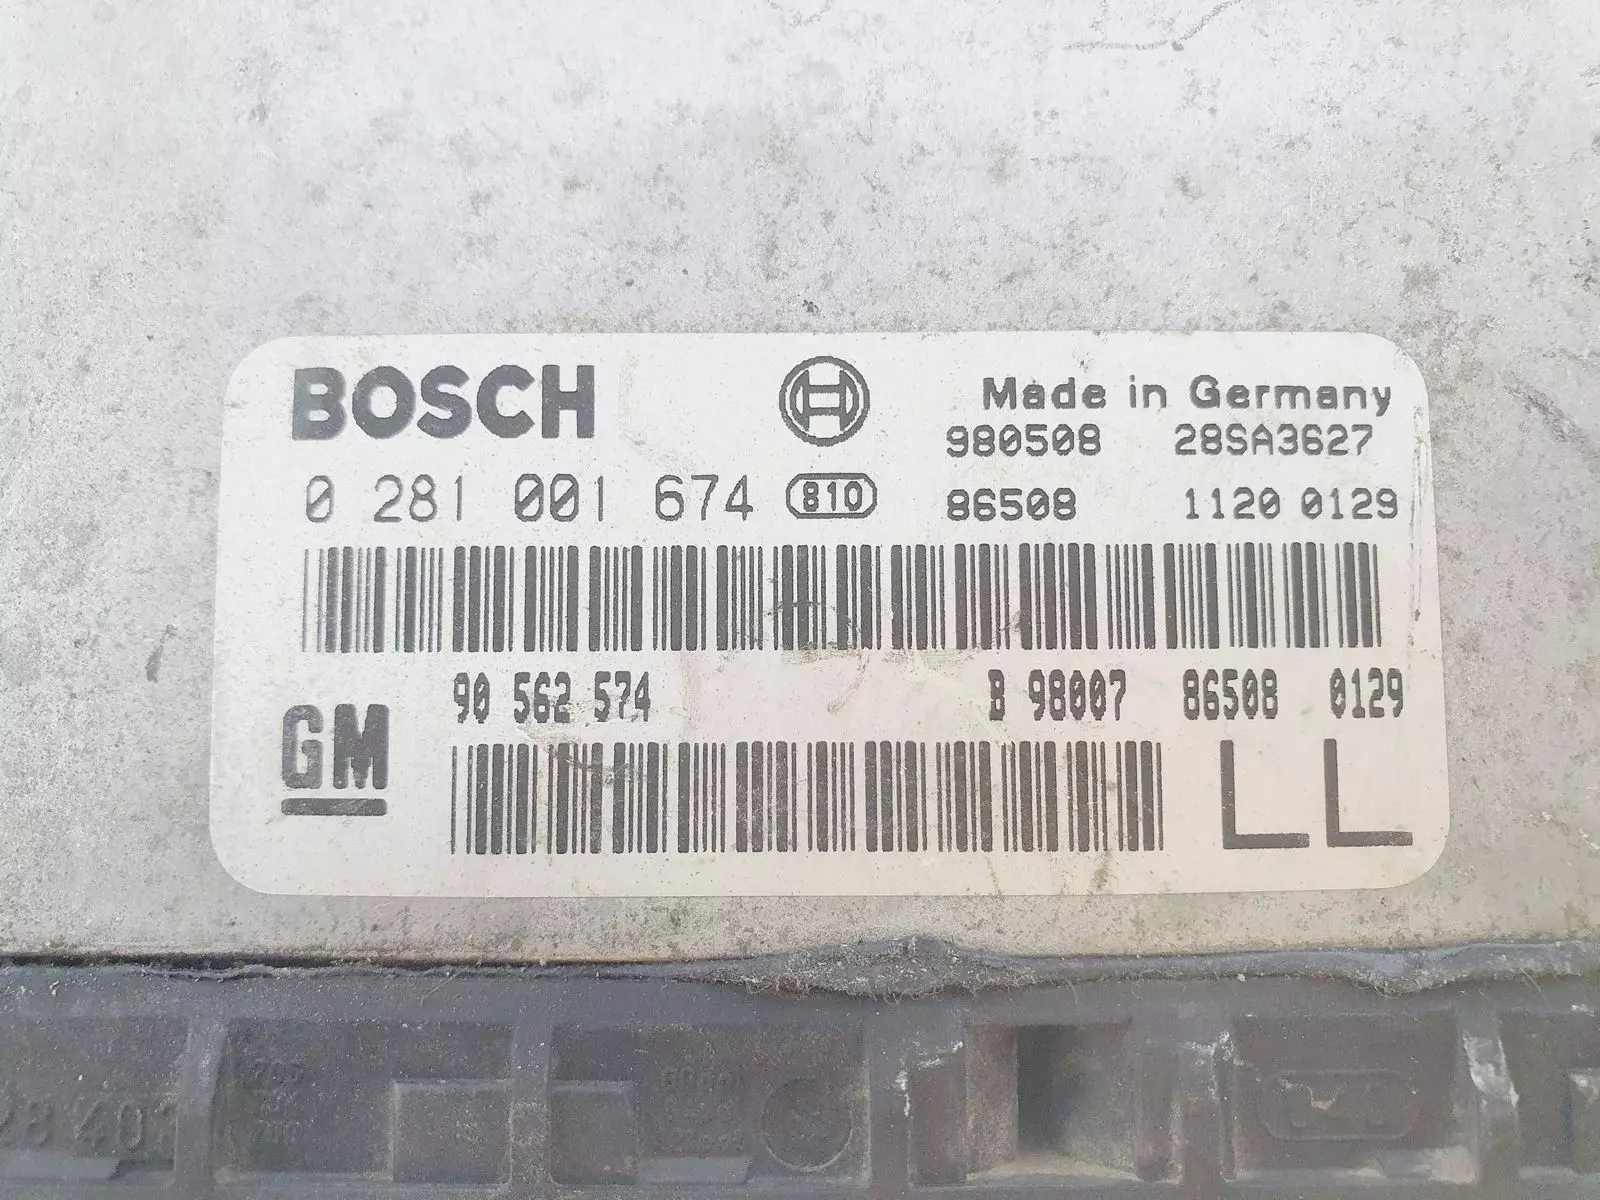 BOSCH
Made in Germany
980508 28SA3627
0 281 001 674 810 86508 1120 0129
90 562 574 B 98007 86508 0129
GM
LL